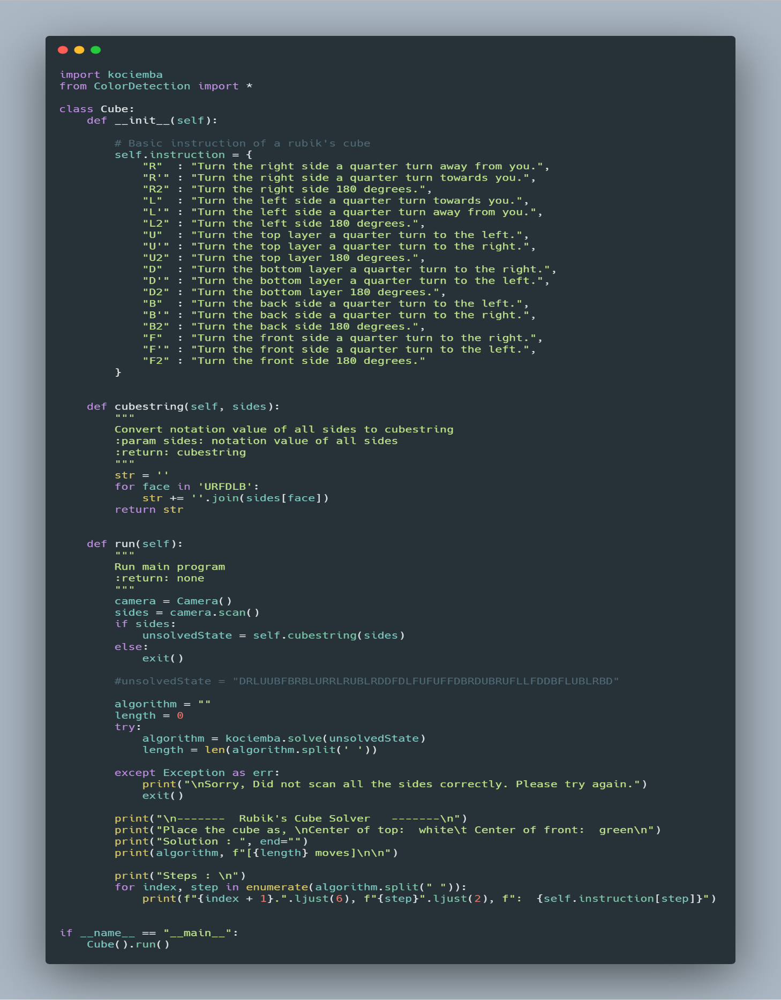 import kociemba
from ColorDetection import *

class Cube:
    def __init__(self):

        # Basic instruction of a rubik's cube
        self.instruction = {
            "R"  : "Turn the right side a quarter turn away from you.",
            "R'" : "Turn the right side a quarter turn towards you.",
            "R2" : "Turn the right side 180 degrees.",
            "L"  : "Turn the left side a quarter turn towards you.",
            "L'" : "Turn the left side a quarter turn away from you.",
            "L2" : "Turn the left side 180 degrees.",
            "U"  : "Turn the top layer a quarter turn to the left.",
            "U'" : "Turn the top layer a quarter turn to the right.",
            "U2" : "Turn the top layer 180 degrees.",
            "D"  : "Turn the bottom layer a quarter turn to the right.",
            "D'" : "Turn the bottom layer a quarter turn to the left.",
            "D2" : "Turn the bottom layer 180 degrees.",
            "B"  : "Turn the back side a quarter turn to the left.",
            "B'" : "Turn the back side a quarter turn to the right.",
            "B2" : "Turn the back side 180 degrees.",
            "F"  : "Turn the front side a quarter turn to the right.",
            "F'" : "Turn the front side a quarter turn to the left.",
            "F2" : "Turn the front side 180 degrees."
        }


    def cubestring(self, sides):
        """
        Convert notation value of all sides to cubestring
        :param sides: notation value of all sides
        :return: cubestring
        """
        str = ''
        for face in 'URFDLB':
            str += ''.join(sides[face])
        return str


    def run(self):
        """
        Run main program
        :return: none
        """
        camera = Camera()
        sides = camera.scan()
        if sides:
            unsolvedState = self.cubestring(sides)
        else:
            exit()

        #unsolvedState = "DRLUUBFBRBLURRLRUBLRDDFDLFUFUFFDBRDUBRUFLLFDDBFLUBLRBD"

        algorithm = ""
        length = 0
        try:
            algorithm = kociemba.solve(unsolvedState)
            length = len(algorithm.split(' '))

        except Exception as err:
            print("\nSorry, Did not scan all the sides correctly. Please try again.")
            exit()

        print("\n-------  Rubik's Cube Solver   -------\n")
        print("Place the cube as, \nCenter of top:  white\t Center of front:  green\n")
        print("Solution : ", end="")
        print(algorithm, f"[{length} moves]\n\n")

        print("Steps : \n")
        for index, step in enumerate(algorithm.split(" ")):
            print(f"{index + 1}.".ljust(6), f"{step}".ljust(2), f":  {self.instruction[step]}")


if __name__ == "__main__":
    Cube().run()